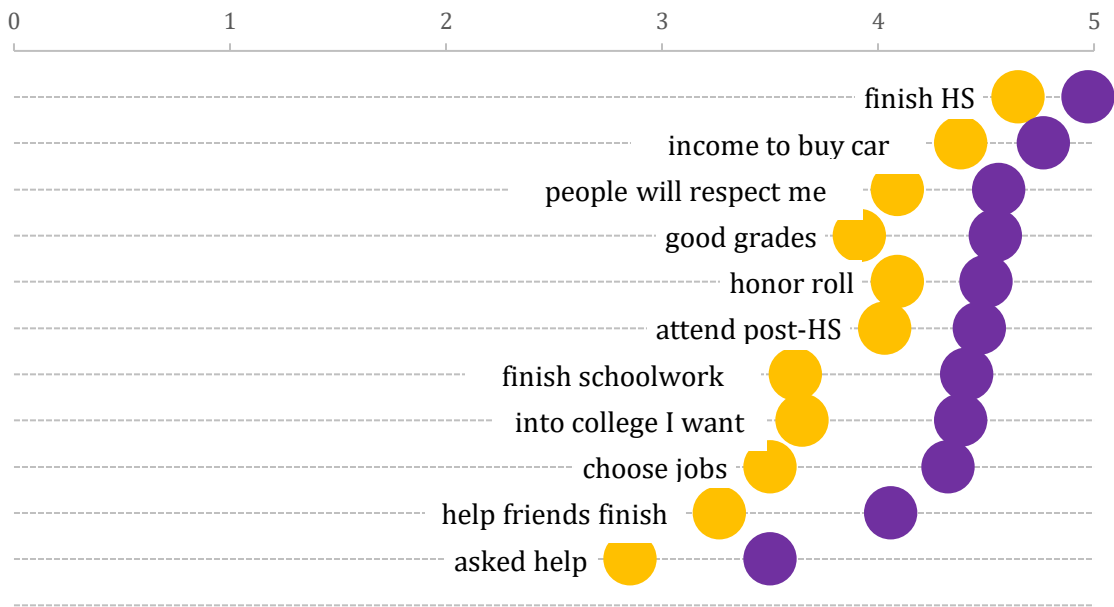 0 1 2 3 4 5
finish HS
income to buy car
people will respect me
good grades
honor roll
attend post-HS
finish schoolwork
into college I want
choose jobs
help friends finish
asked help